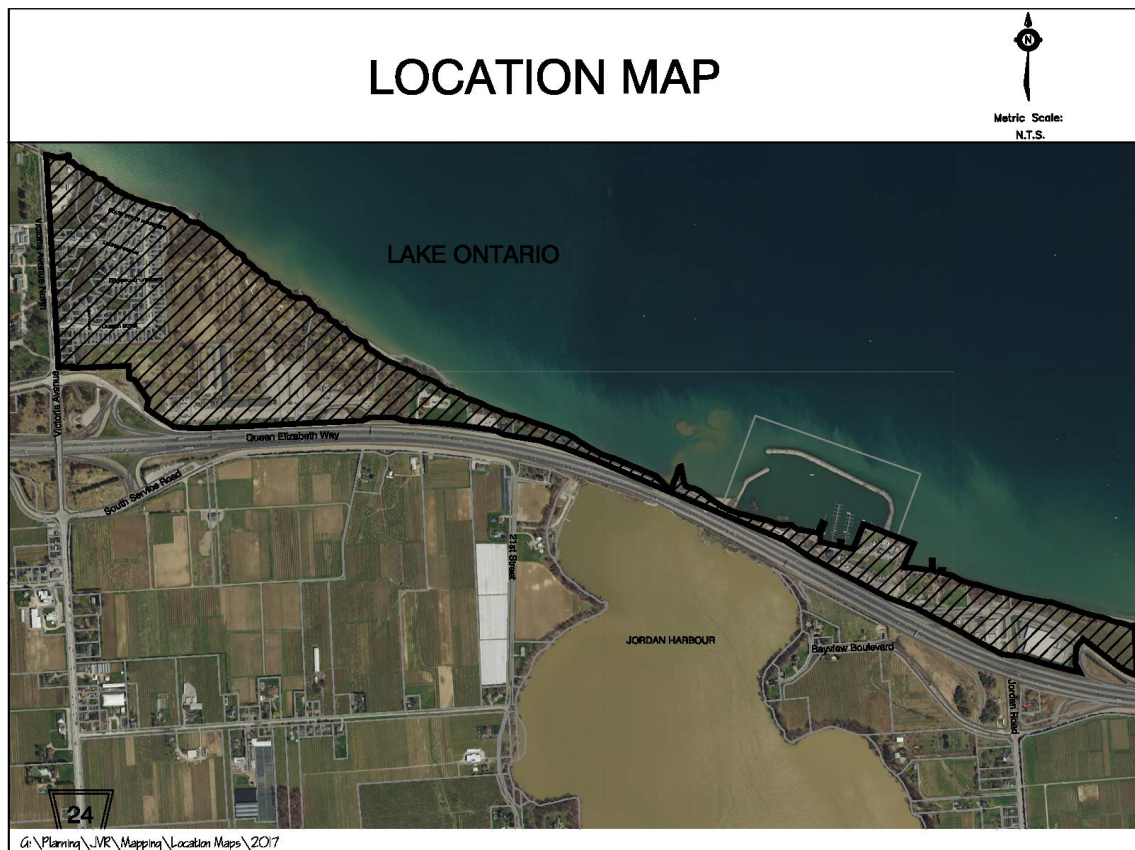 LOCATION MAP
N
Metric Scale:
N.T.S.
LAKE ONTARIO
Victoria Avenue North
Victoria Avenue
Queen Elizabeth Way
South Service Road
21st Street
JORDAN HARBOUR
Bayview Boulevard
Jordan Road
24
G:\Planning\JVR\Mapping\Location Maps\2017